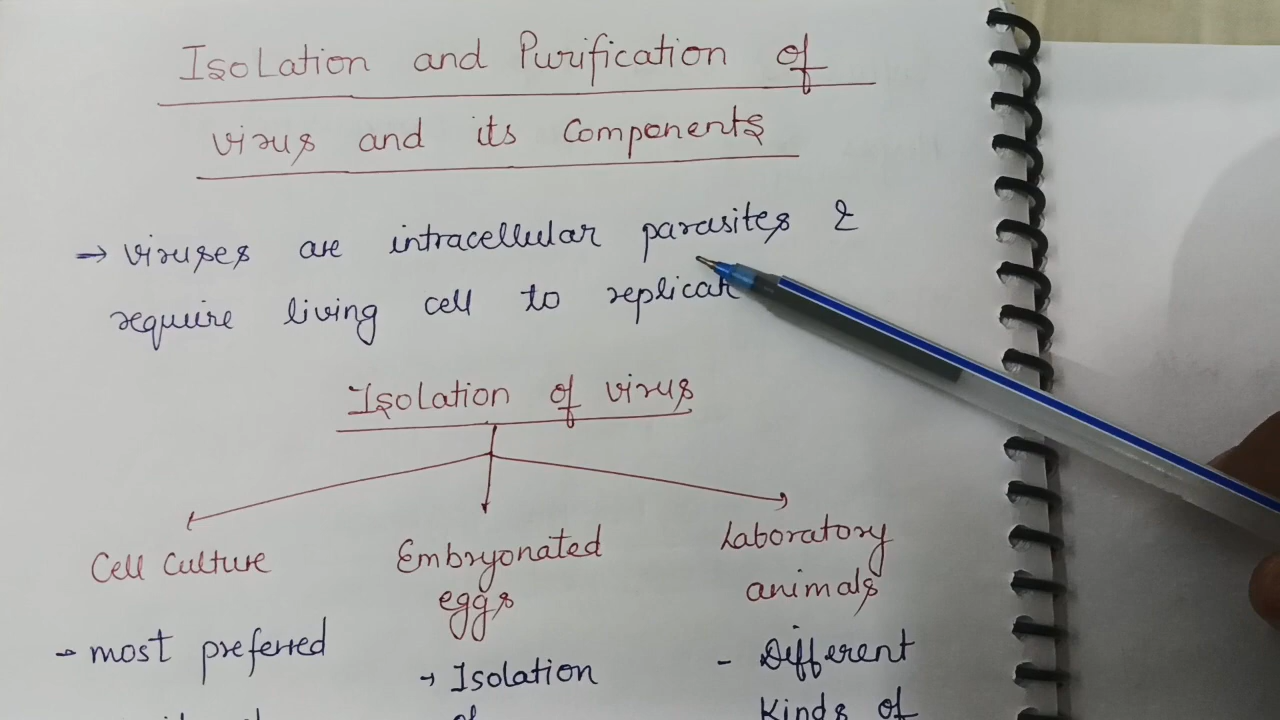 Isolation and Purification of
virus and its Components
→ viruses are intracellular parasites &
require living cell to replicat
Isolation of virus
Cell Culture
Embryonated
eggs
Laboratory
animals
- most preferred
→ Isolation
of
- Different
Kinds of